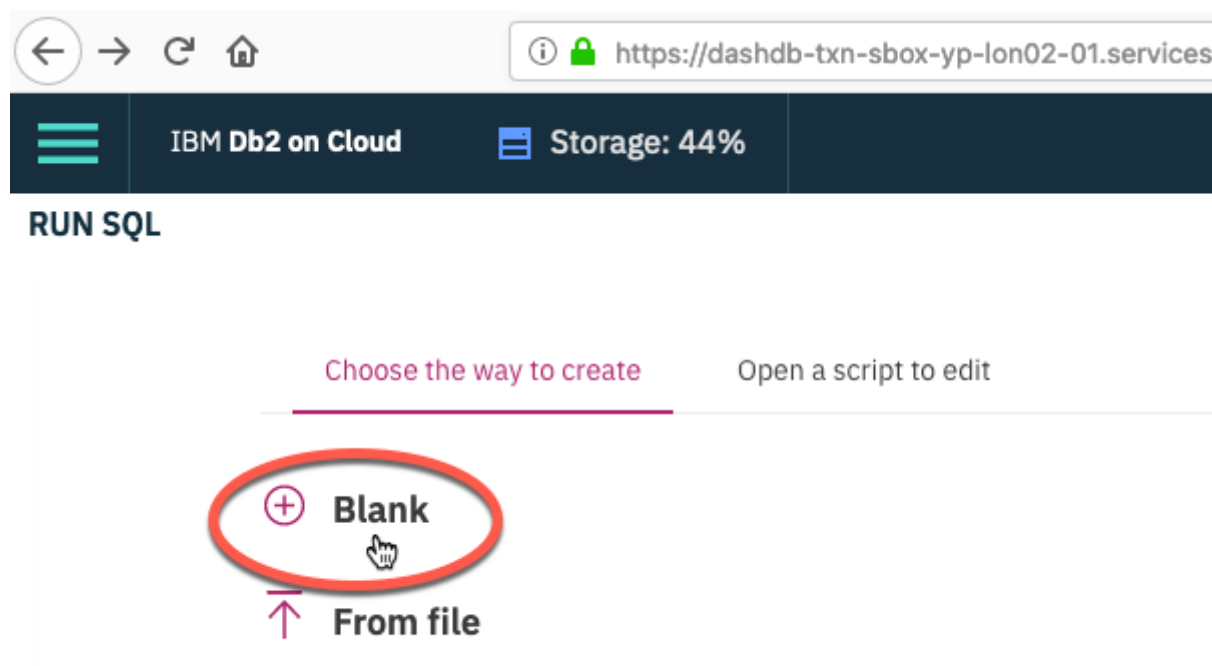 https://dashdb-txn-sbox-yp-lon02-01.services
IBM Db2 on Cloud Storage: 44%
RUN SQL
Choose the way to create Open a script to edit
Blank
From file